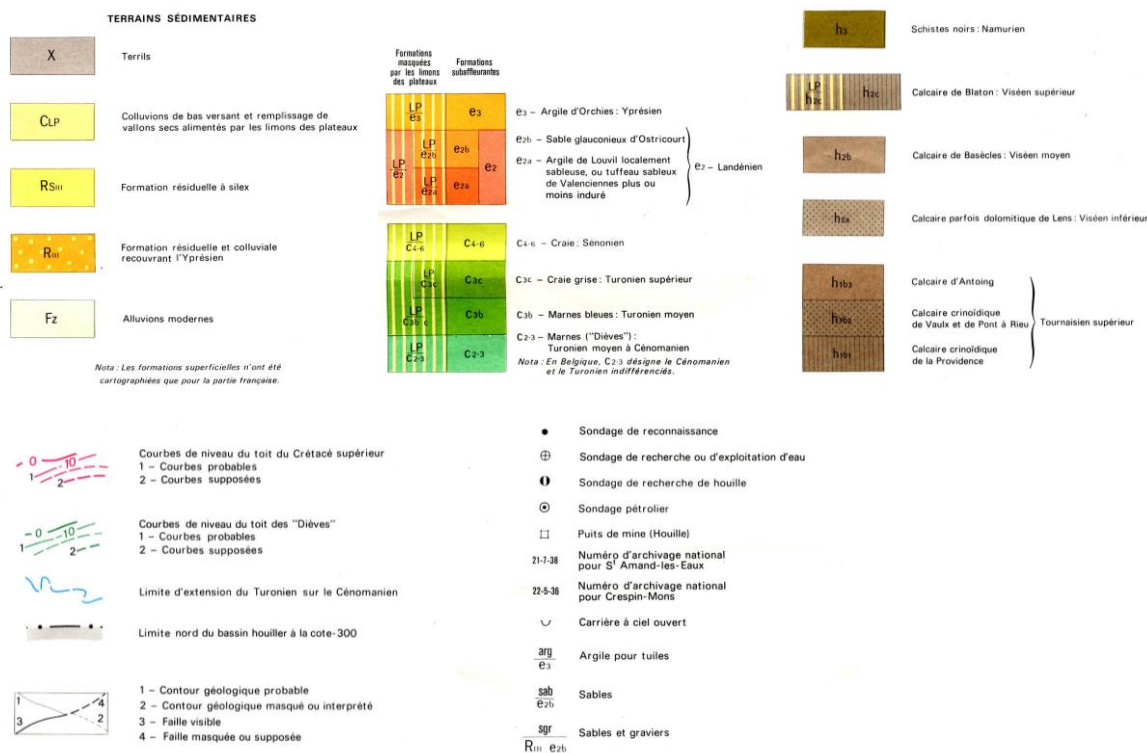 TERRAINS SÉDIMENTAIRES
X
Terrils
CLP
Colluvions de bas versant et remplissage de
vallons secs alimentés par les limons des plateaux
RSIII
Formation résiduelle à silex
RIII
Formation résiduelle et colluviale
recouvrant l'Yprésien
Fz
Alluvions modernes
Nota : Les formations superficielles n'ont été
cartographiées que pour la partie française.
Formations
masquées
par les limons
des plateaux
Formations
subaffleurantes
LP
e3
e3
e3 – Argile d'Orchies : Yprésien
LP
e2
LP
e2b
e2b
e2
e2b – Sable glauconieux d'Ostricourt
LP
e2a
e2a
e2a – Argile de Louvil localement
sableuse, ou tuffeau sableux
de Valenciennes plus ou
moins induré
e2 – Landénien
LP
C4-6
C4-6
C4-6 – Craie : Sénonien
LP
C3c
C3c
C3c – Craie grise : Turonien supérieur
LP
C3b c
C3b
C3b – Marnes bleues : Turonien moyen
LP
C2-3
C2-3
C2-3 – Marnes ("Dièves") :
Turonien moyen à Cénomanien
Nota : En Belgique, C2-3 désigne le Cénomanien
et le Turonien indifférenciés.
h3
Schistes noirs : Namurien
LP
h2c
h2c
Calcaire de Blaton : Viséen supérieur
h2b
Calcaire de Basècles : Viséen moyen
h2a
Calcaire parfois dolomitique de Lens : Viséen inférieur
h1b3
Calcaire d'Antoing
h1b2
Calcaire crinoïdique
de Vaulx et de Pont à Rieu
h1b1
Calcaire crinoïdique
de la Providence
Tournaisien supérieur
0
10
1
2
Courbes de niveau du toit du Crétacé supérieur
1 – Courbes probables
2 – Courbes supposées
0
10
1
2
Courbes de niveau du toit des "Dièves"
1 – Courbes probables
2 – Courbes supposées
Limite d'extension du Turonien sur le Cénomanien
Limite nord du bassin houiller à la cote-300
1
4
3
2
1 – Contour géologique probable
2 – Contour géologique masqué ou interprété
3 – Faille visible
4 – Faille masquée ou supposée
Sondage de reconnaissance
Sondage de recherche ou d'exploitation d'eau
Sondage de recherche de houille
Sondage pétrolier
Puits de mine (Houille)
21-7-38
Numéro d'archivage national
pour St Amand-les-Eaux
22-5-36
Numéro d'archivage national
pour Crespin-Mons
Carrière à ciel ouvert
arg
e3
Argile pour tuiles
sab
e2b
Sables
sgr
RIII e2b
Sables et graviers